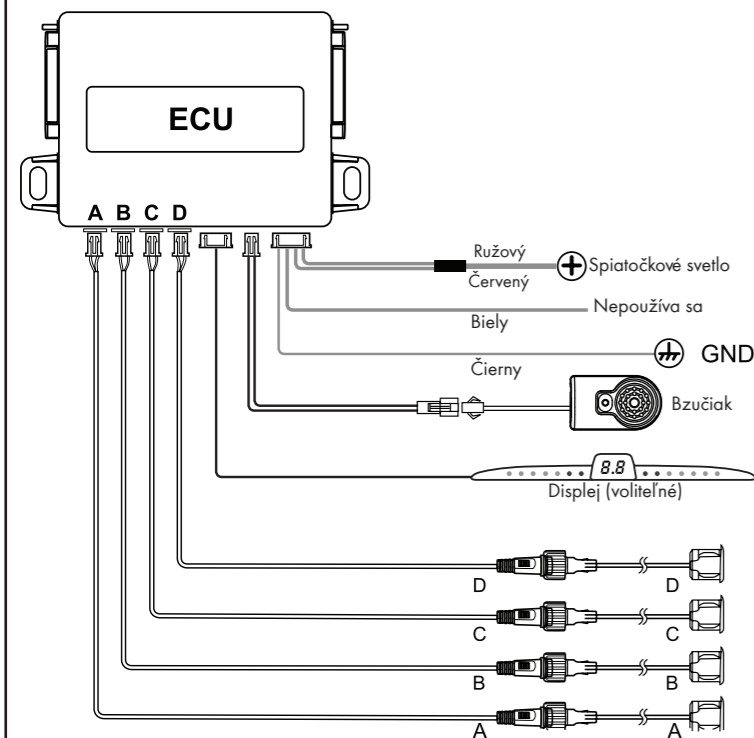 ECU
A B C D
Ružový
Červený
Spiatočkové svetlo
Nepoužíva sa
Biely
GND
Čierny
Bzučiak
8.8
Displej (voliteľné)
D D
C C
B B
A A